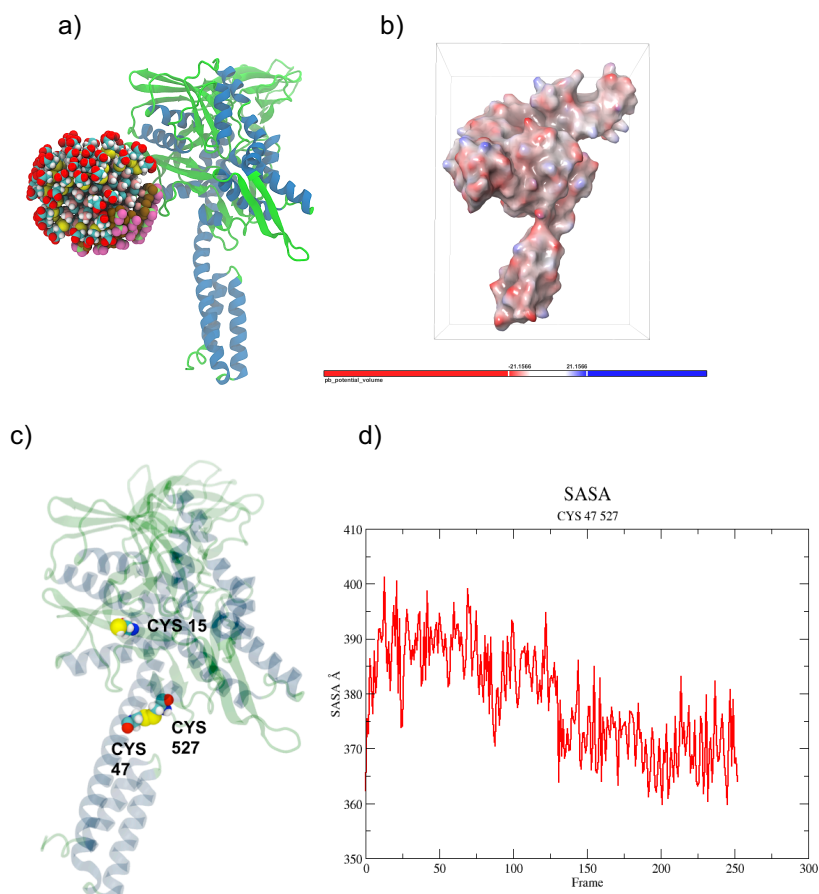 a)
b)
-21.1566 21.1566
pb_potential_volume
c)
d)
CYS 15
CYS
47
CYS
527
SASA
CYS 47 527
SASA Å
410
400
390
380
370
360
350
0 50 100 150 200 250 300
Frame